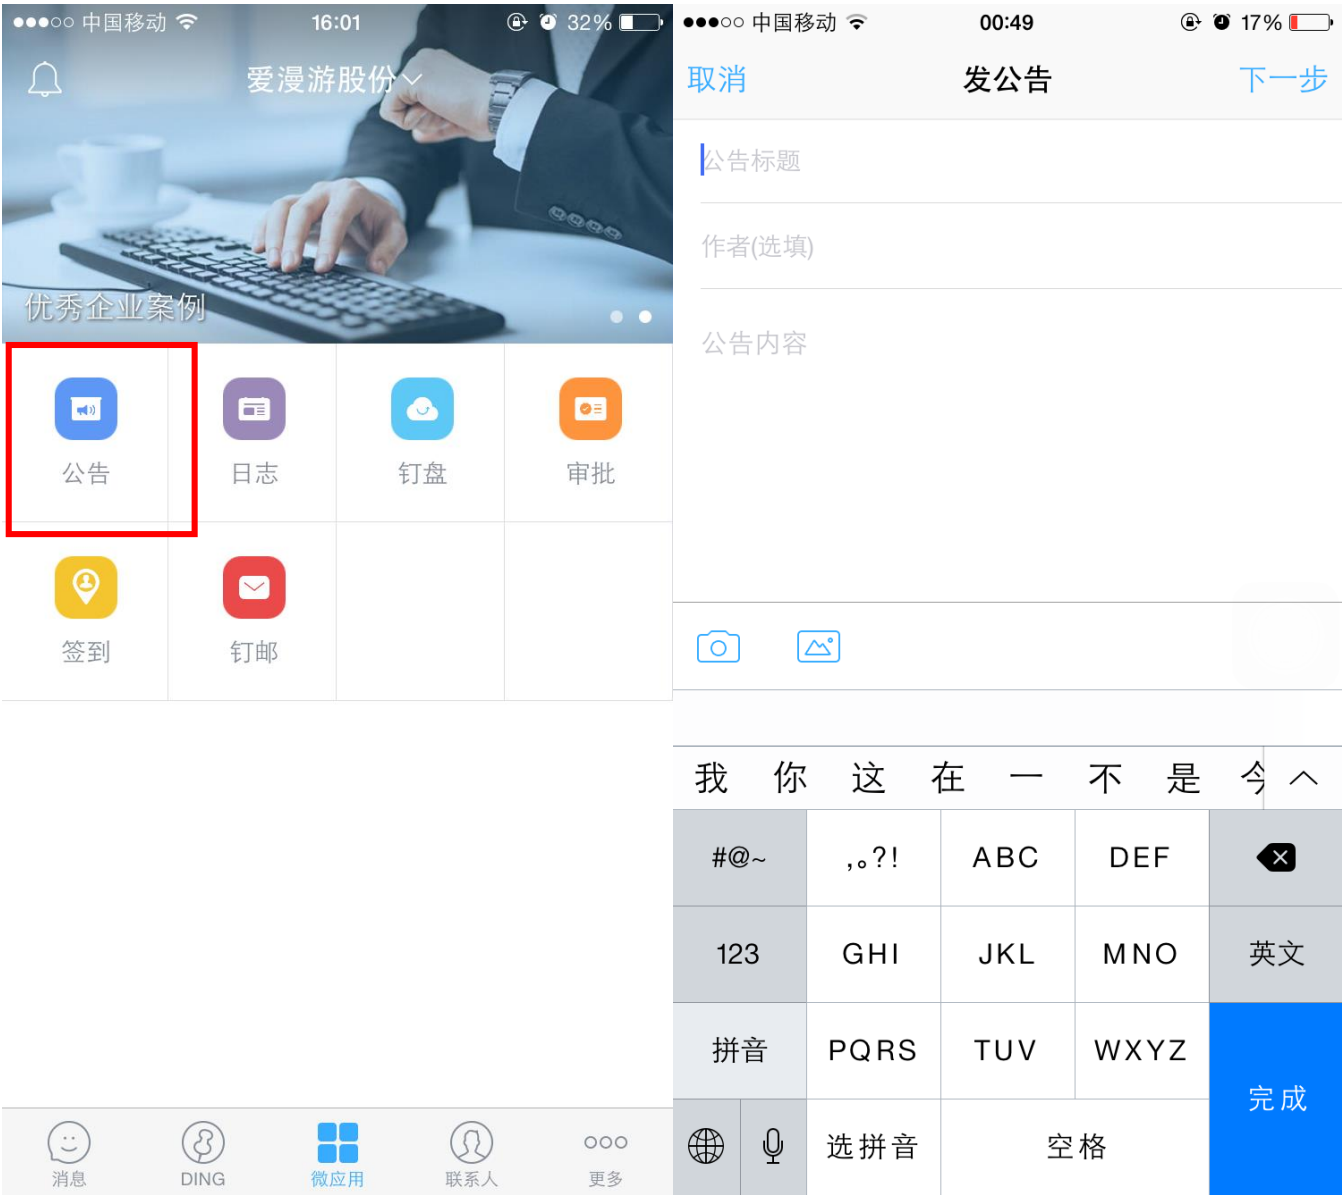 中国移动 16:01 32%
爱漫游股份
优秀企业案例
公告 日志 钉盘 审批
签到 钉邮
消息 DING 微应用 联系人 更多
中国移动 00:49 17%
取消 发公告 下一步
公告标题
作者(选填)
公告内容
我 你 这 在 一 不 是 今
#@~ ,。?! ABC DEF
123 GHI JKL MNO 英文
拼音 PQRS TUV WXYZ
完成
选拼音 空格